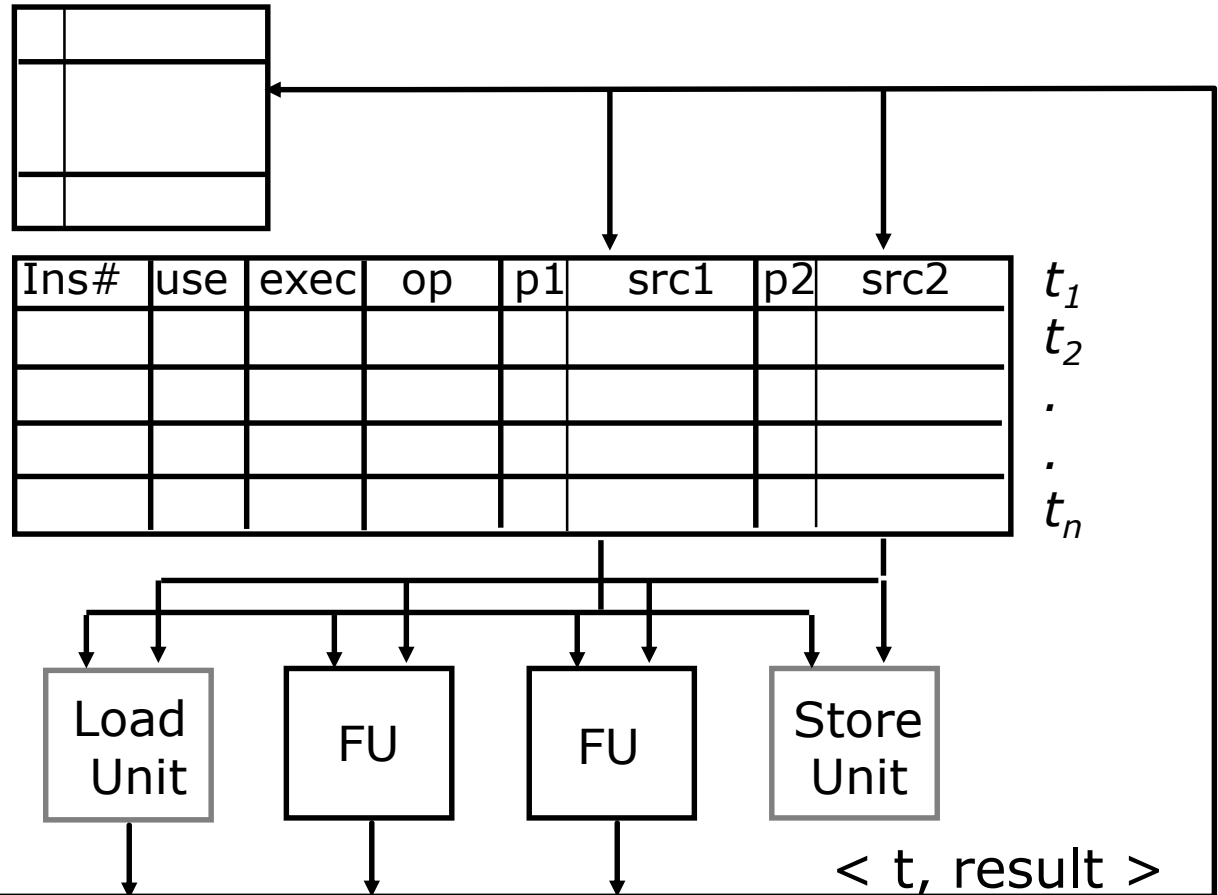 Ins# use exec op p1 src1 p2 src2 t1
t2
.
.
tn
Load Unit
FU
FU
Store Unit
< t, result >